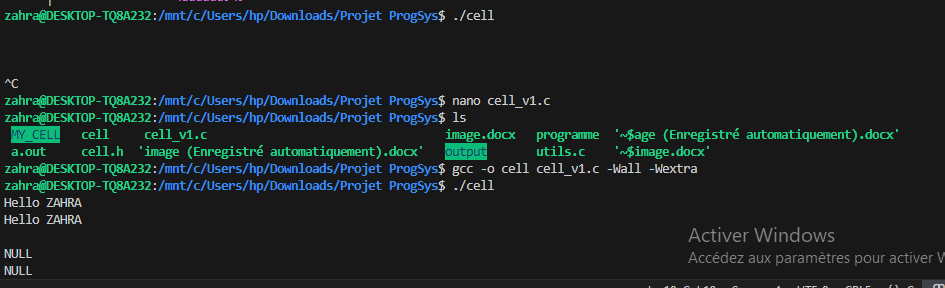 zahra@DESKTOP-TQ8A232:/mnt/c/Users/hp/Downloads/Projet ProgSys$ ./cell
^C
zahra@DESKTOP-TQ8A232:/mnt/c/Users/hp/Downloads/Projet ProgSys$ nano cell_v1.c
zahra@DESKTOP-TQ8A232:/mnt/c/Users/hp/Downloads/Projet ProgSys$ ls
MY_CELL cell cell_v1.c image.docx programme '~$age (Enregistré automatiquement).docx'
a.out cell.h 'image (Enregistré automatiquement).docx' output utils.c '~$image.docx'
zahra@DESKTOP-TQ8A232:/mnt/c/Users/hp/Downloads/Projet ProgSys$ gcc -o cell cell_v1.c -Wall -Wextra
zahra@DESKTOP-TQ8A232:/mnt/c/Users/hp/Downloads/Projet ProgSys$ ./cell
Hello ZAHRA
Hello ZAHRA
NULL
NULL
Activer Windows
Accédez aux paramètres pour activer W